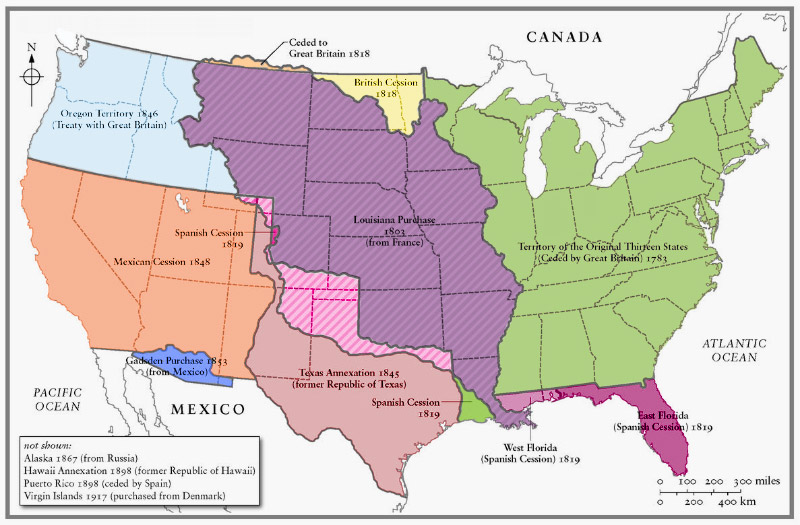 CANADA
N
Ceded to
Great Britain 1818
British Cession
1818
Oregon Territory 1846
(Treaty with Great Britain)
Louisiana Purchase
1803
(from France)
Spanish Cession
1819
Territory of the Original Thirteen States
(Ceded by Great Britain) 1783
Mexican Cession 1848
ATLANTIC
OCEAN
Gadsden Purchase 1853
(from Mexico)
Texas Annexation 1845
(former Republic of Texas)
PACIFIC
OCEAN
MEXICO
Spanish Cession
1819
East Florida
(Spanish Cession) 1819
West Florida
(Spanish Cession) 1819
not shown:
Alaska 1867 (from Russia)
Hawaii Annexation 1898 (former Republic of Hawaii)
Puerto Rico 1898 (ceded by Spain)
Virgin Islands 1917 (purchased from Denmark)
0 100 200 300 miles
0 200 400 km